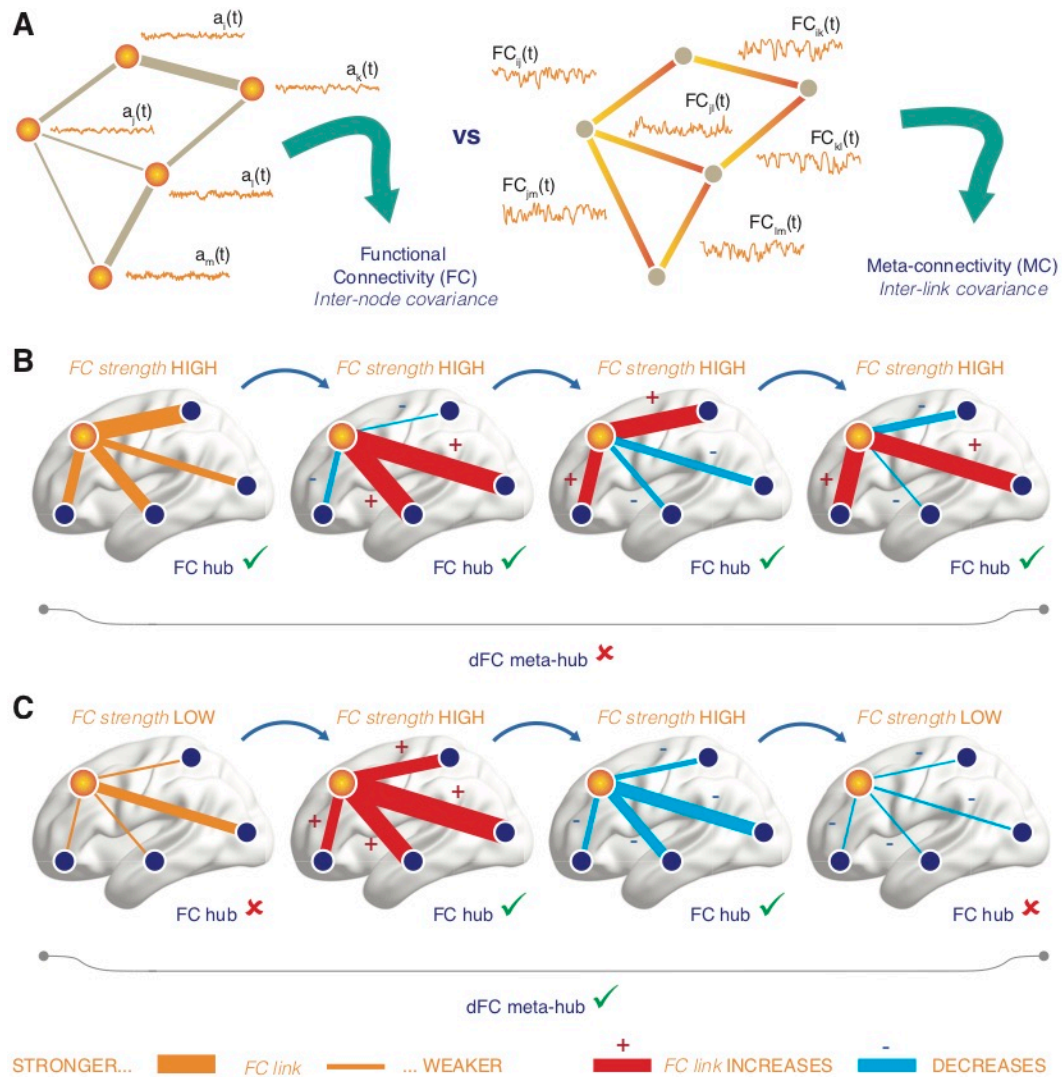 A
a_i(t)
a_k(t)
a_j(t)
a_l(t)
a_m(t)
Functional
Connectivity (FC)
Inter-node covariance
vs
FC_ij(t)
FC_ik(t)
FC_jl(t)
FC_kl(t)
FC_jm(t)
FC_lm(t)
Meta-connectivity (MC)
Inter-link covariance
B
FC strength HIGH
FC strength HIGH
FC strength HIGH
FC strength HIGH
-
+
-
+
+
-
+
-
-
+
+
-
FC hub ✓
FC hub ✓
FC hub ✓
FC hub ✓
dFC meta-hub ✘
C
FC strength LOW
FC strength HIGH
FC strength HIGH
FC strength LOW
+
+
+
+
-
-
-
-
-
-
-
-
FC hub ✘
FC hub ✓
FC hub ✓
FC hub ✘
dFC meta-hub ✓
STRONGER... FC link ... WEAKER + FC link INCREASES - DECREASES